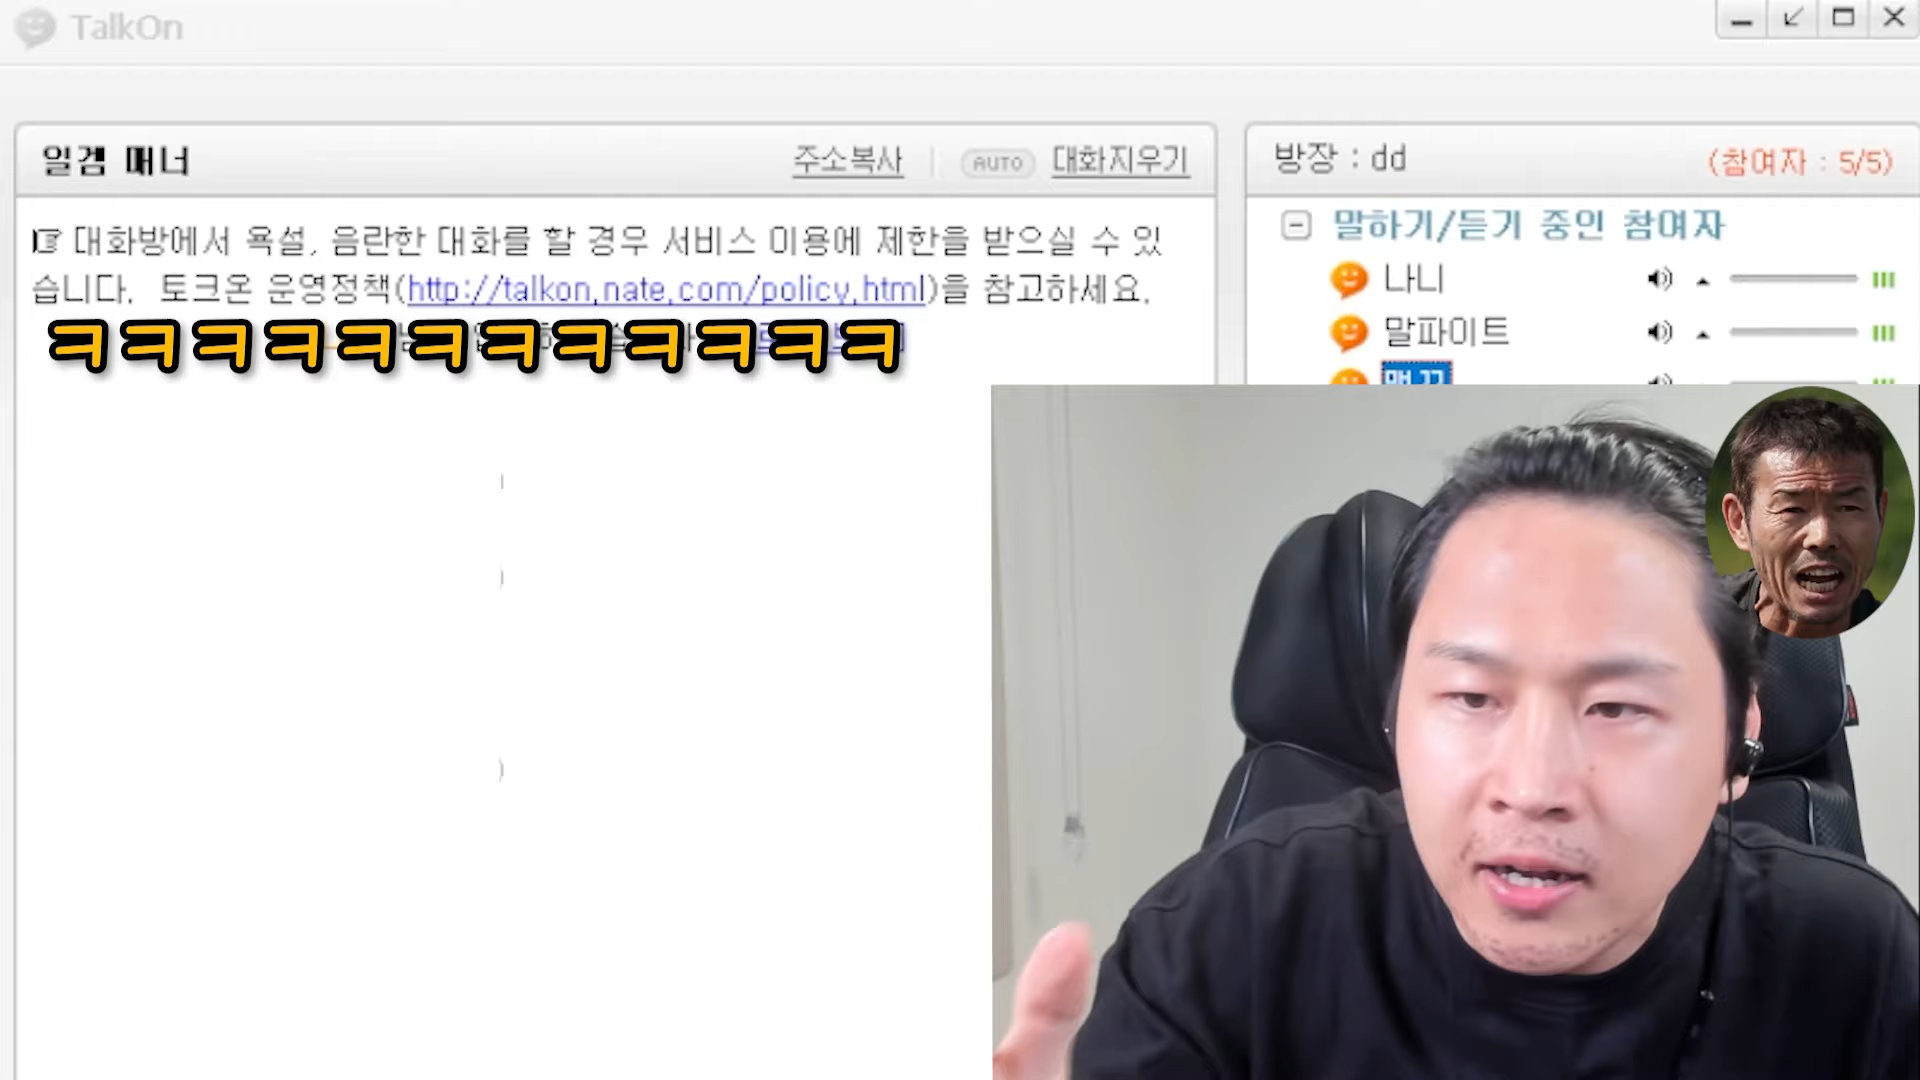 TalkOn
일겜 매너
주소복사
AUTO
대화지우기
☞ 대화방에서 욕설, 음란한 대화를 할 경우 서비스 이용에 제한을 받으실 수 있
습니다. 토크온 운영정책(http://talkon.nate.com/policy.html)을 참고하세요.
ㅋㅋㅋㅋㅋㅋㅋㅋㅋㅋㅋㅋ
방장 : dd
(참여자 : 5/5)
말하기/듣기 중인 참여자
나니
말파이트